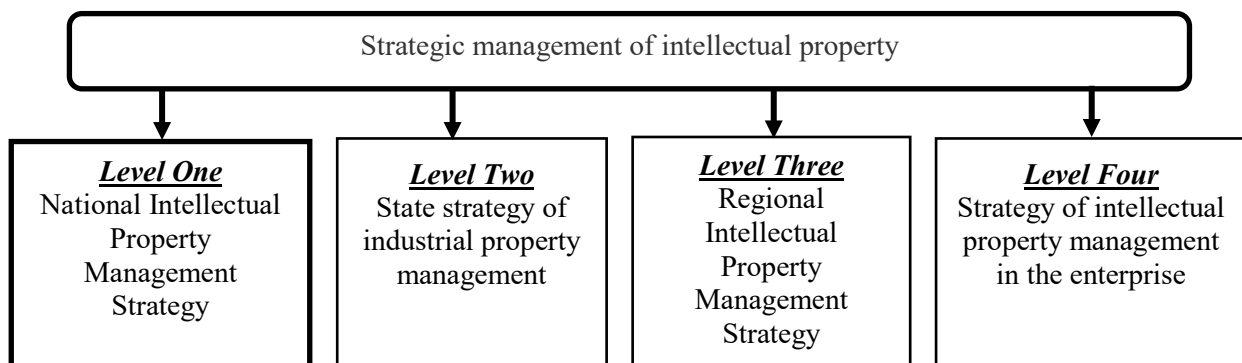 Strategic management of intellectual property
Level One
National Intellectual
Property
Management
Strategy
Level Two
State strategy of
industrial property
management
Level Three
Regional
Intellectual
Property
Management
Strategy
Level Four
Strategy of intellectual
property management
in the enterprise